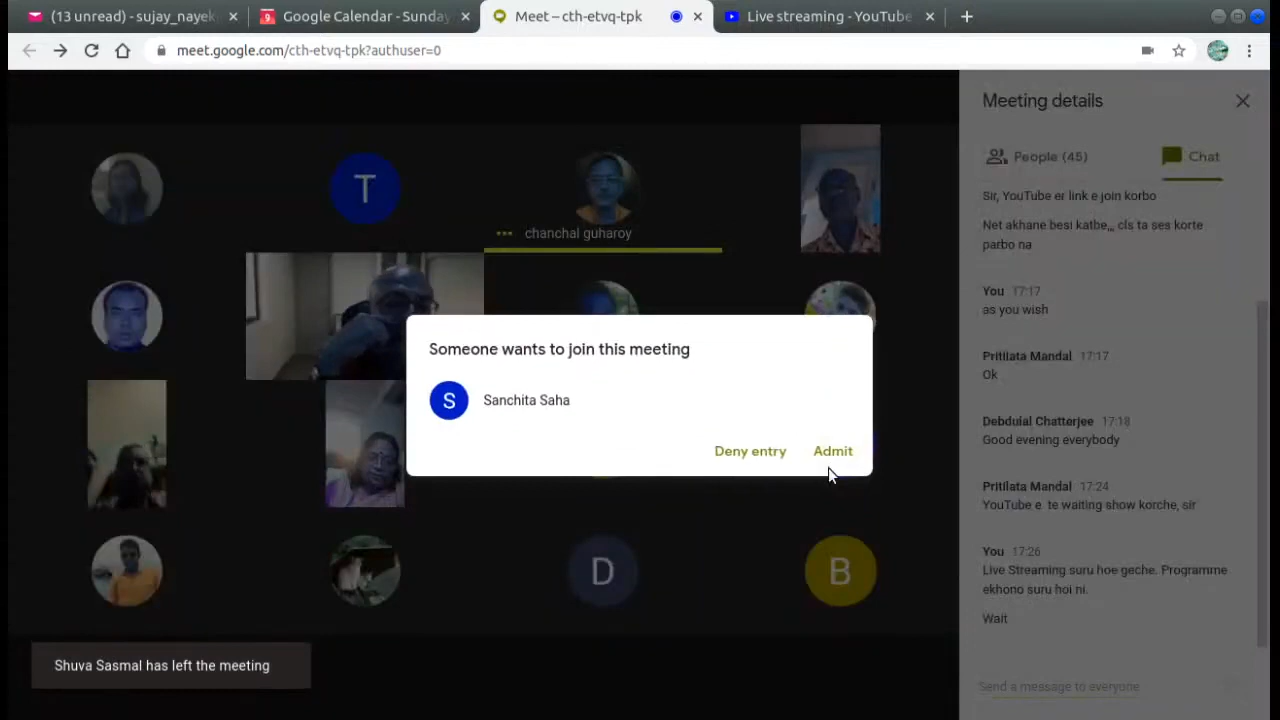 (13 unread) - sujay_nayek
Google Calendar - Sunday
Meet – cth-etvq-tpk
Live streaming - YouTube
meet.google.com/cth-etvq-tpk?authuser=0
Meeting details
People (45)
Chat
Sir, YouTube er link e join korbo
Net akhane besi katbe,,, cls ta ses korte
parbo na
You 17:17
as you wish
Pritilata Mandal 17:17
Ok
Debdulal Chatterjee 17:18
Good evening everybody
Pritilata Mandal 17:24
YouTube e te waiting show korche, sir
You 17:26
Live Streaming suru hoe geche. Programme
ekhono suru hoi ni.
Wait
Send a message to everyone
T
chanchal guharoy
Someone wants to join this meeting
S
Sanchita Saha
Deny entry
Admit
D
B
Shuva Sasmal has left the meeting